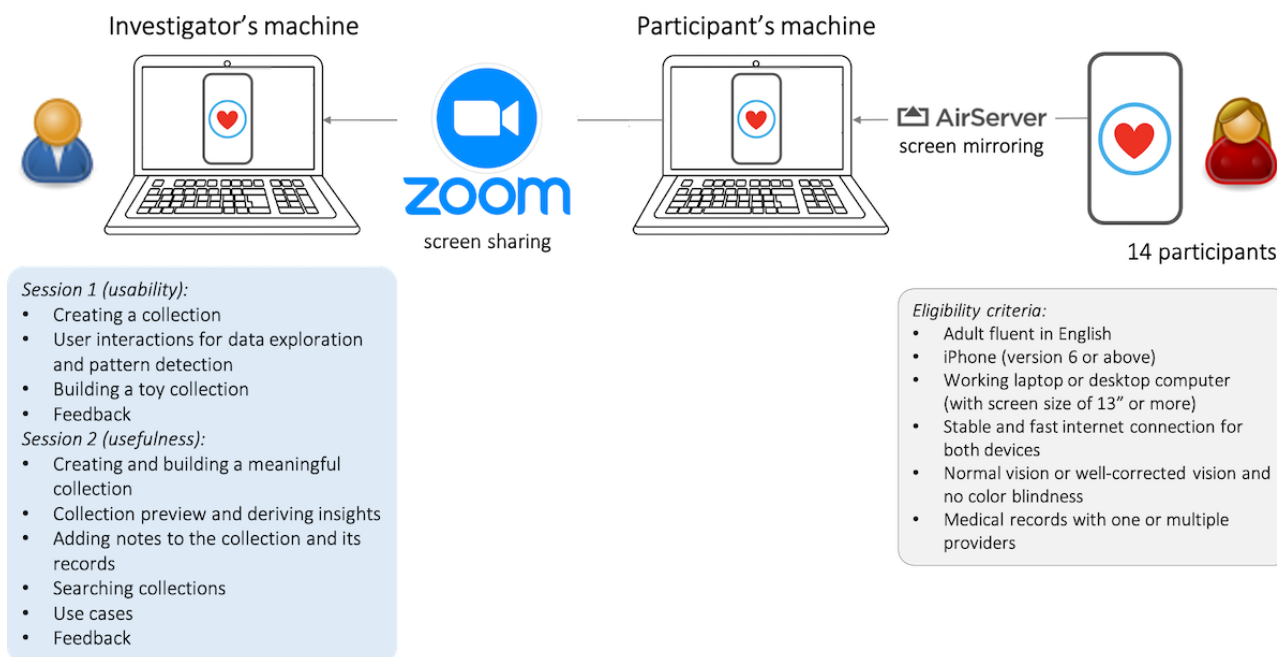 Investigator's machine
Participant's machine
zoom
screen sharing
AirServer
screen mirroring
14 participants
Session 1 (usability):
• Creating a collection
• User interactions for data exploration
and pattern detection
• Building a toy collection
• Feedback
Session 2 (usefulness):
• Creating and building a meaningful
collection
• Collection preview and deriving insights
• Adding notes to the collection and its
records
• Searching collections
• Use cases
• Feedback
Eligibility criteria:
• Adult fluent in English
• iPhone (version 6 or above)
• Working laptop or desktop computer
(with screen size of 13” or more)
• Stable and fast internet connection for
both devices
• Normal vision or well-corrected vision and
no color blindness
• Medical records with one or multiple
providers